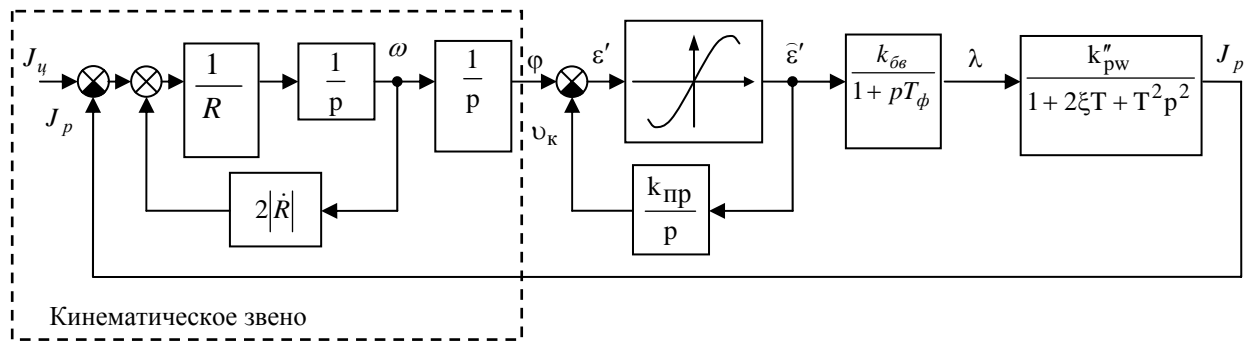 J_ц
J_p
1
R
1
p
ω
1
p
2|Ṙ|
Кинематическое звено
φ
ε′
υ_к
k_пр
p
ε̂′
k_бв
1 + pT_ф
λ
k″_pw
1 + 2ξT + T²p²
J_p